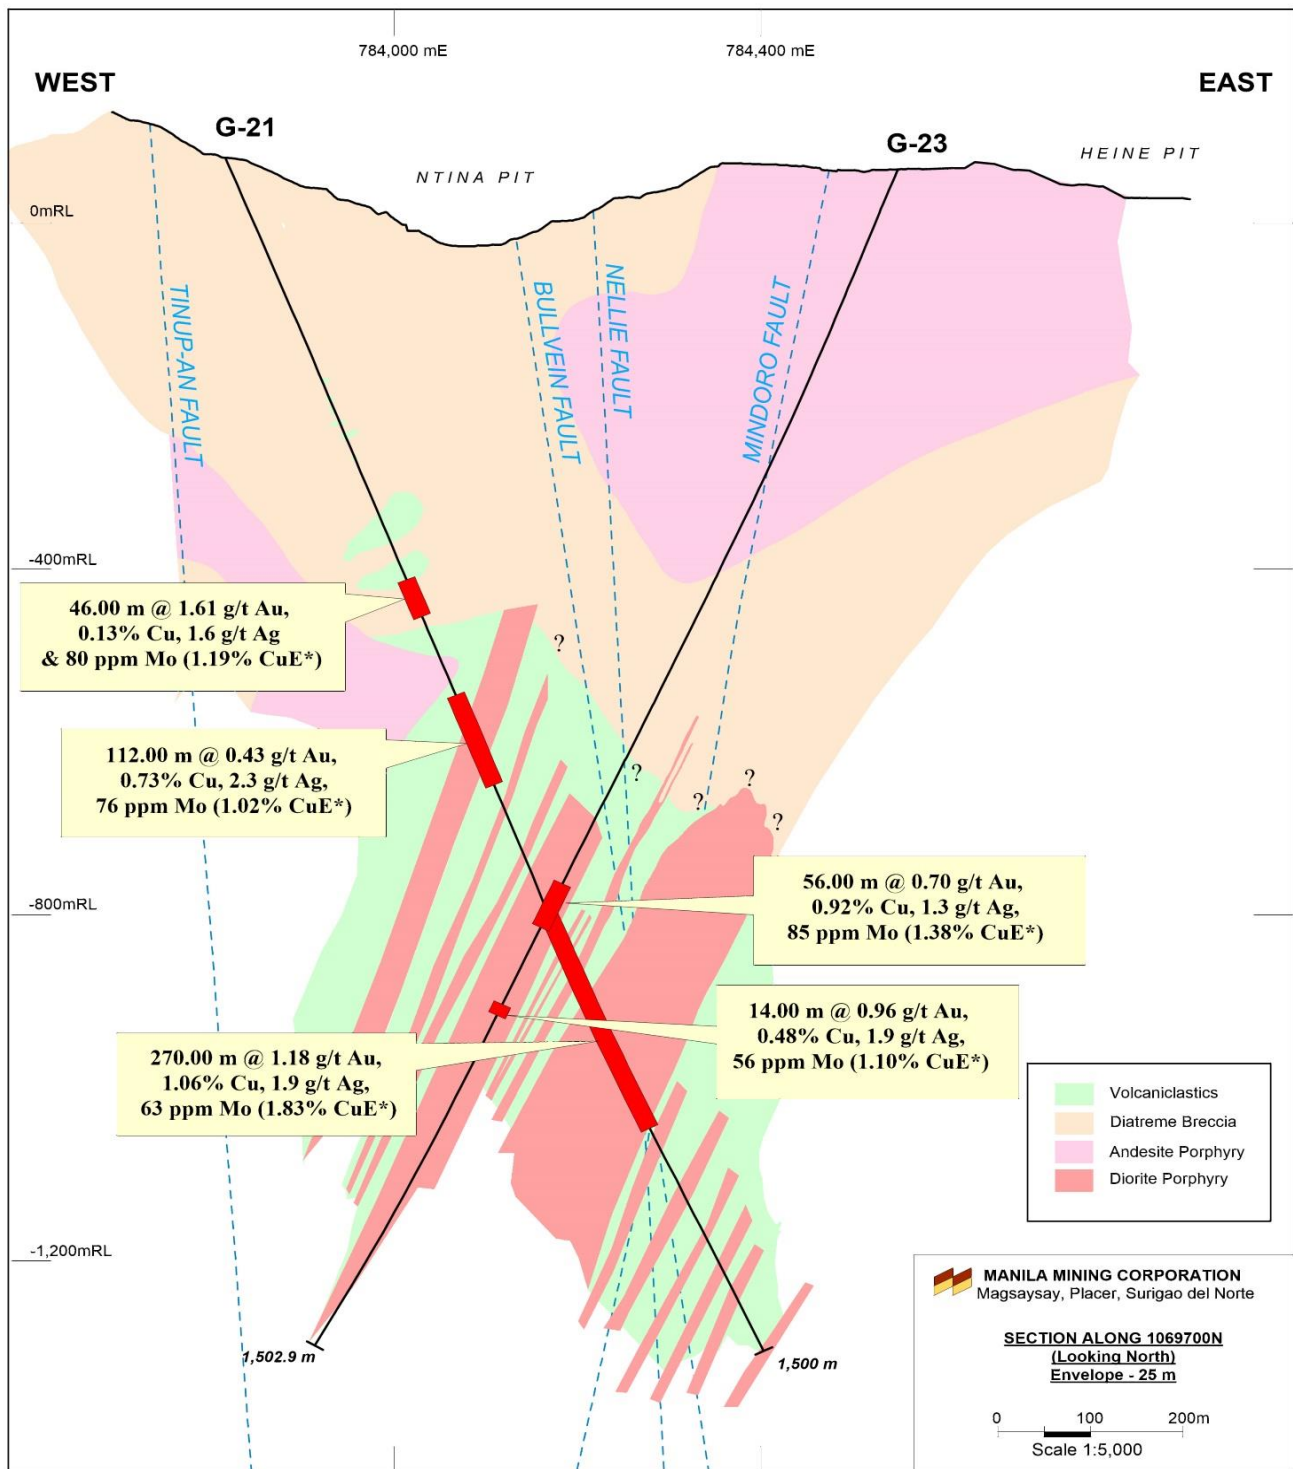 784,000 mE
784,400 mE
WEST
EAST
G-21
G-23
NTINA PIT
HEINE PIT
0mRL
TINUP-AN FAULT
BULLVEIN FAULT
NELLIE FAULT
MINDORO FAULT
-400mRL
46.00 m @ 1.61 g/t Au,
0.13% Cu, 1.6 g/t Ag
& 80 ppm Mo (1.19% CuE*)
?
112.00 m @ 0.43 g/t Au,
0.73% Cu, 2.3 g/t Ag,
76 ppm Mo (1.02% CuE*)
?
?
?
?
-800mRL
56.00 m @ 0.70 g/t Au,
0.92% Cu, 1.3 g/t Ag,
85 ppm Mo (1.38% CuE*)
14.00 m @ 0.96 g/t Au,
0.48% Cu, 1.9 g/t Ag,
56 ppm Mo (1.10% CuE*)
270.00 m @ 1.18 g/t Au,
1.06% Cu, 1.9 g/t Ag,
63 ppm Mo (1.83% CuE*)
Volcaniclastics
Diatreme Breccia
Andesite Porphyry
Diorite Porphyry
-1,200mRL
1,502.9 m
1,500 m
MANILA MINING CORPORATION
Magsaysay, Placer, Surigao del Norte
SECTION ALONG 1069700N
(Looking North)
Envelope - 25 m
0 100 200m
Scale 1:5,000